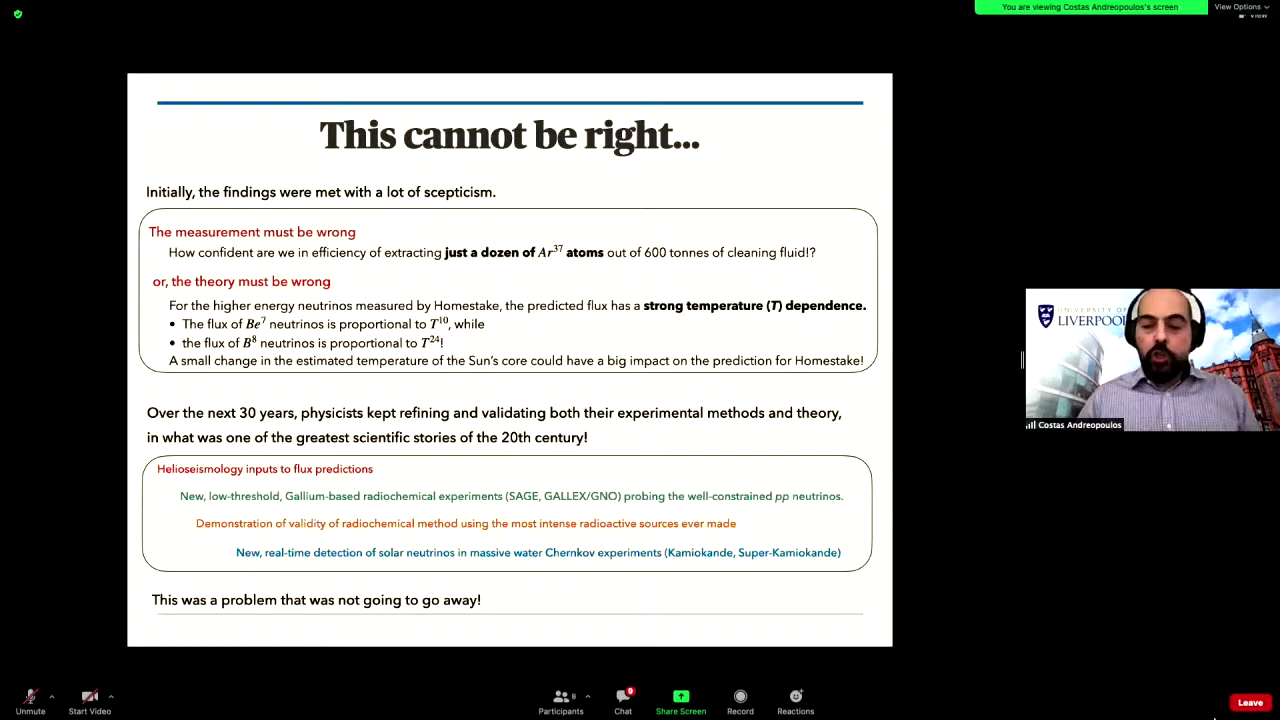 You are viewing Costas Andreopoulos's screen
View Options
View
This cannot be right...
Initially, the findings were met with a lot of scepticism.
The measurement must be wrong
How confident are we in efficiency of extracting just a dozen of Ar³⁷ atoms out of 600 tonnes of cleaning fluid!?
or, the theory must be wrong
For the higher energy neutrinos measured by Homestake, the predicted flux has a strong temperature (T) dependence.
• The flux of Be⁷ neutrinos is proportional to T¹⁰, while
• the flux of B⁸ neutrinos is proportional to T²⁴!
A small change in the estimated temperature of the Sun's core could have a big impact on the prediction for Homestake!
Over the next 30 years, physicists kept refining and validating both their experimental methods and theory,
in what was one of the greatest scientific stories of the 20th century!
Helioseismology inputs to flux predictions
New, low-threshold, Gallium-based radiochemical experiments (SAGE, GALLEX/GNO) probing the well-constrained pp neutrinos.
Demonstration of validity of radiochemical method using the most intense radioactive sources ever made
New, real-time detection of solar neutrinos in massive water Chernkov experiments (Kamiokande, Super-Kamiokande)
This was a problem that was not going to go away!
UNIVERSITY OF
LIVERPOOL
Costas Andreopoulos
Unmute
Start Video
Participants
8
Chat
9
Share Screen
Record
Reactions
Leave